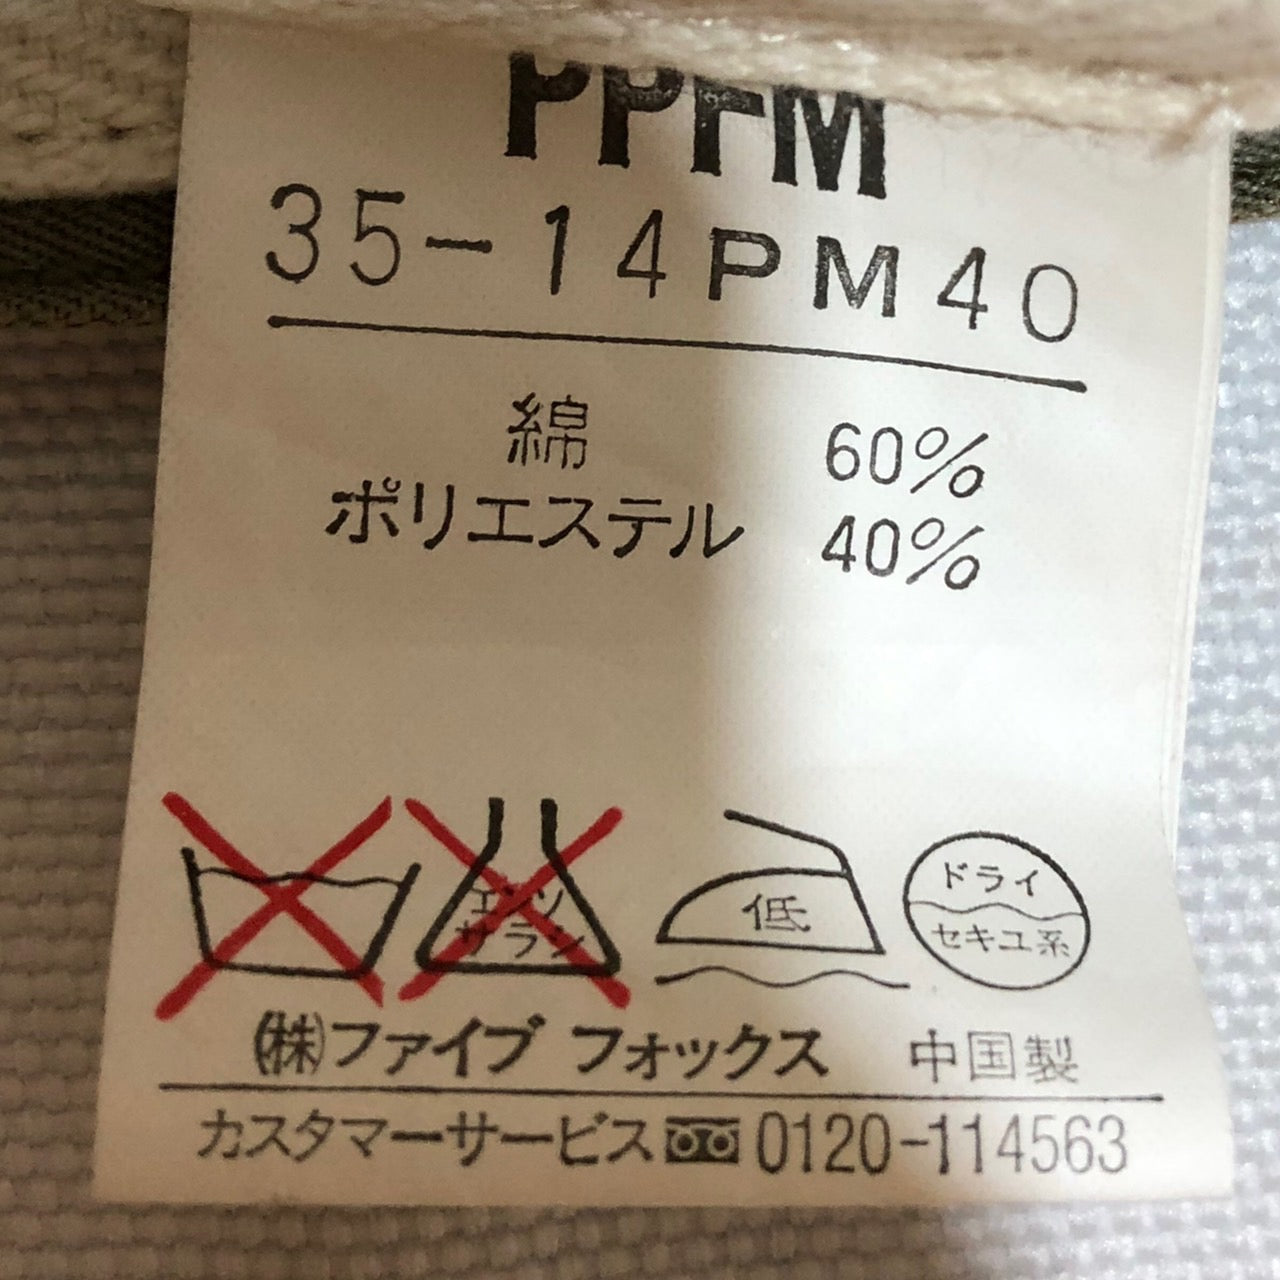 PPFM
35-14PM40
綿 60%
ポリエステル 40%
エンソ
サラシ
低
ドライ
セキユ系
㈱ファイブ フォックス 中国製
カスタマーサービス 0120-114563